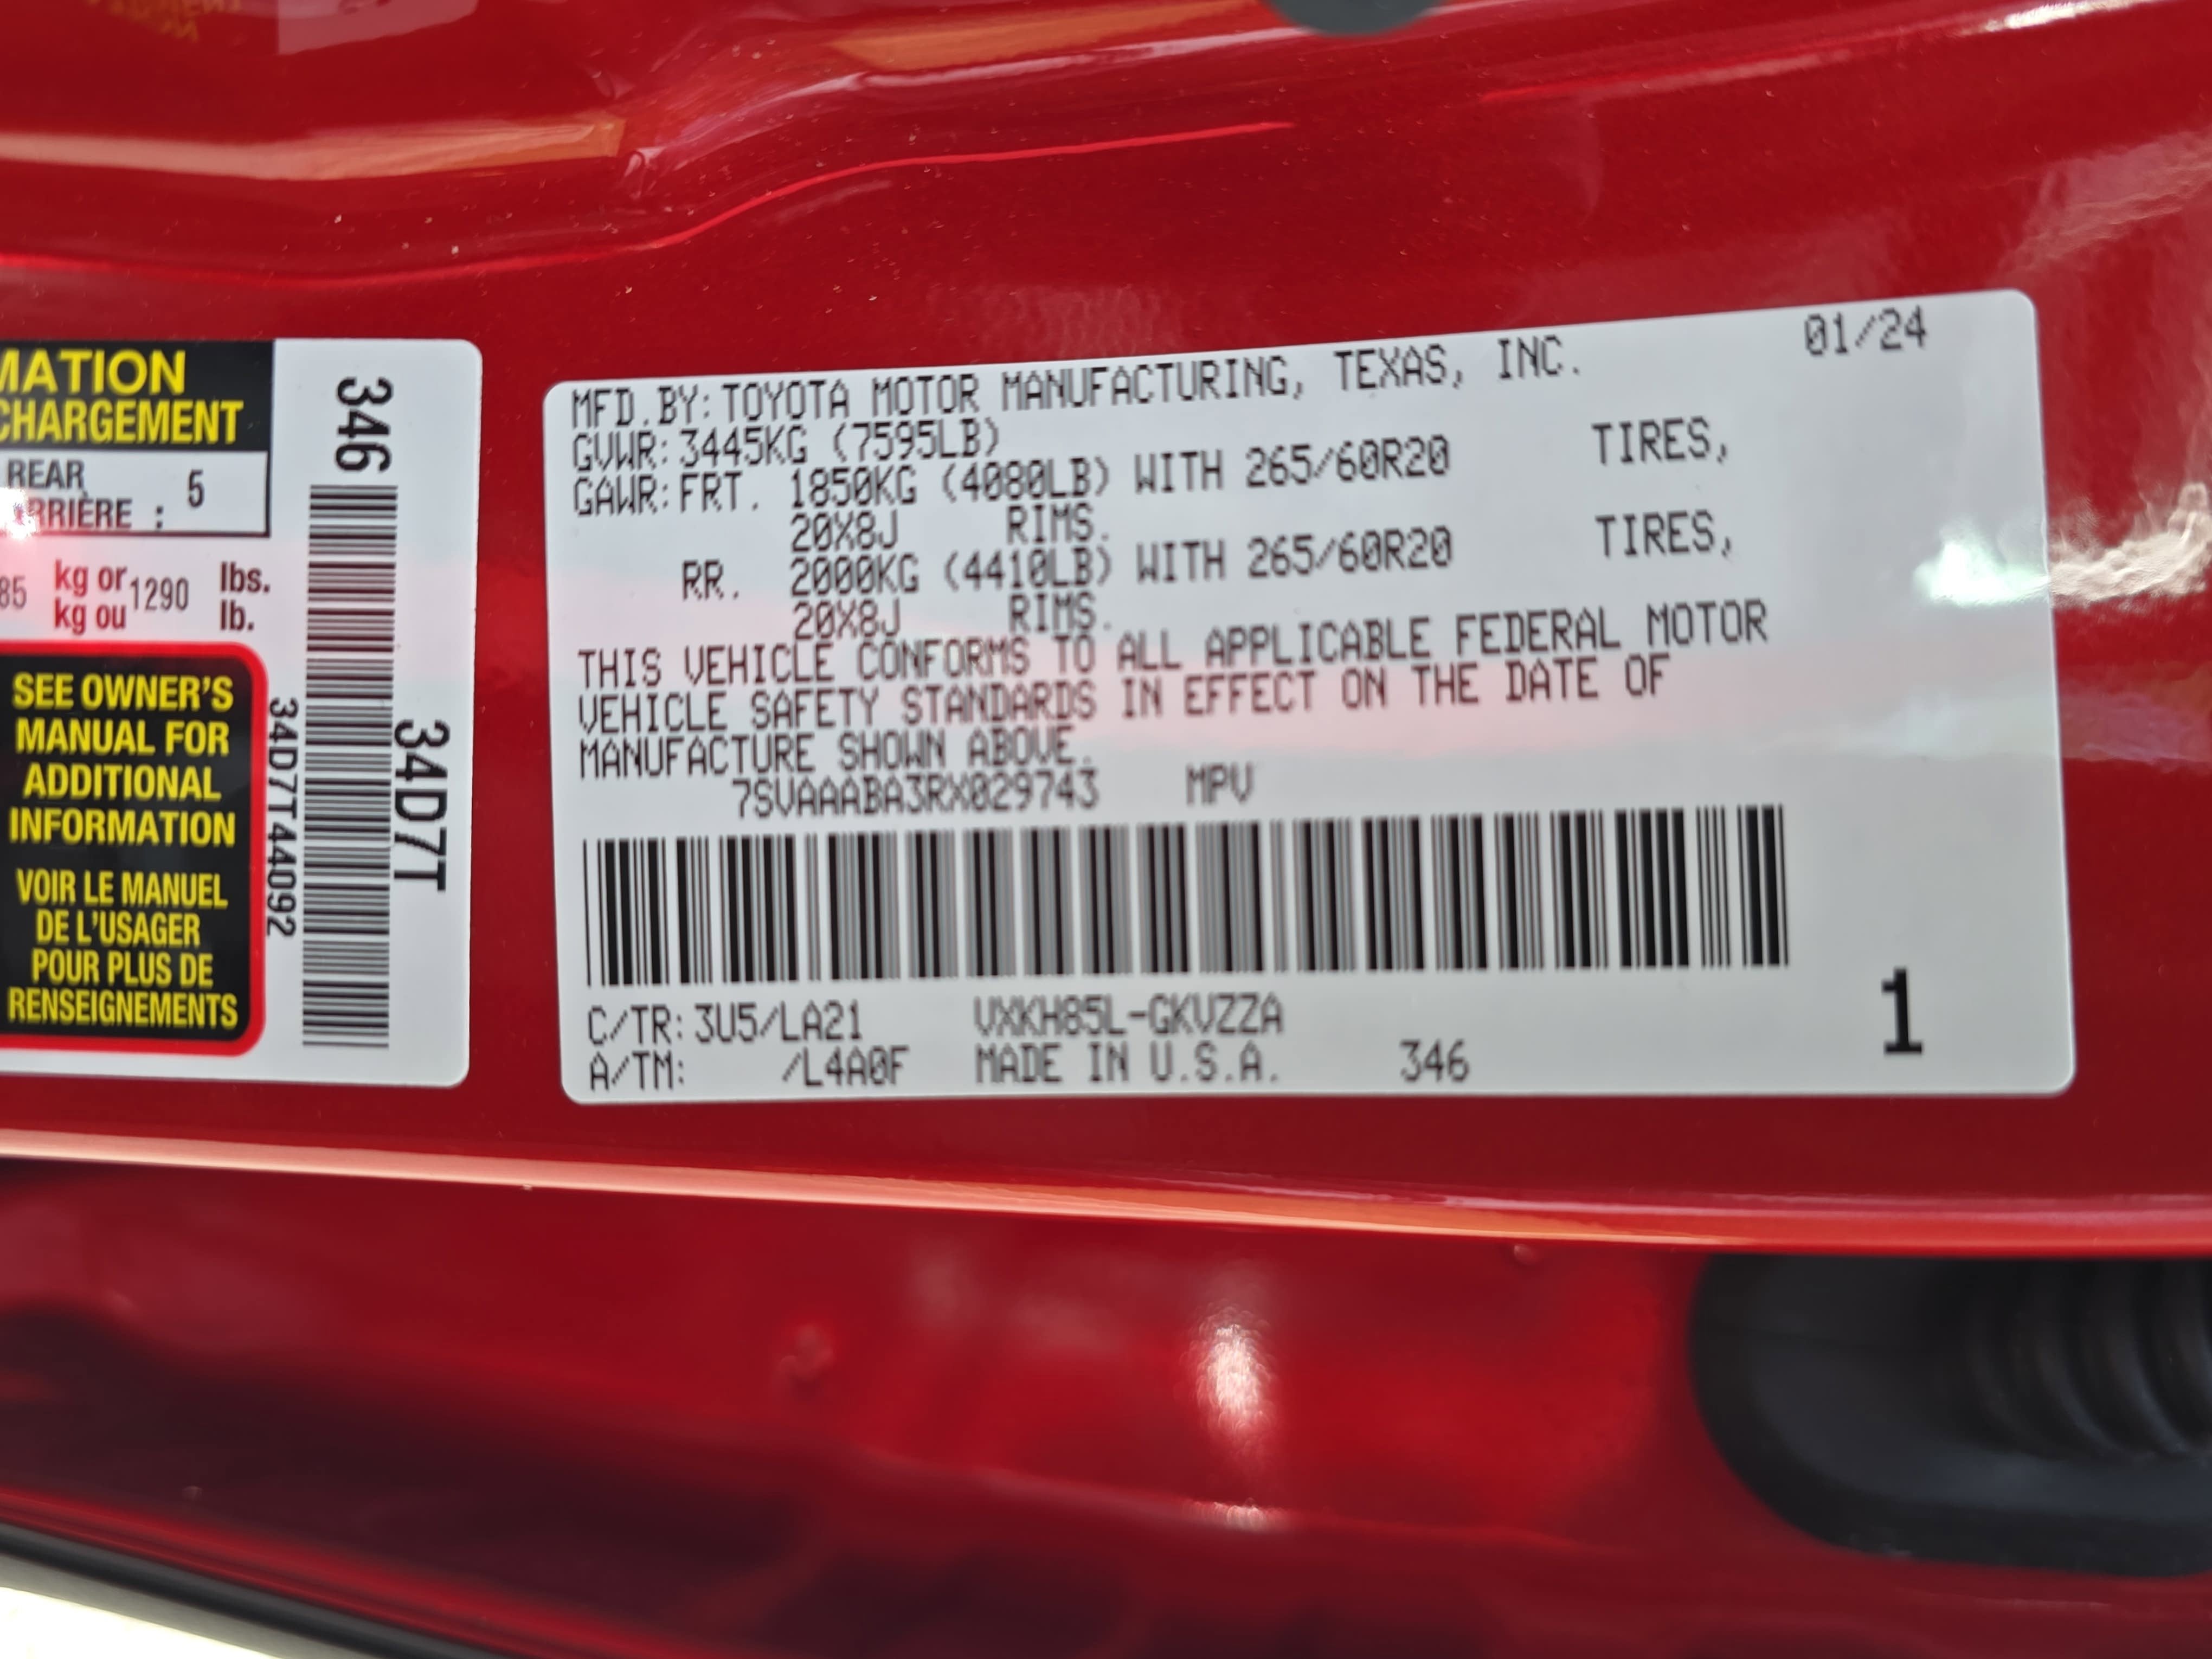 MATION
CHARGEMENT
REAR
RRIÈRE : 5
85 kg or 1290 lbs.
kg ou lb.
SEE OWNER'S
MANUAL FOR
ADDITIONAL
INFORMATION
VOIR LE MANUEL
DE L'USAGER
POUR PLUS DE
RENSEIGNEMENTS
346
34D7T44092
34D7T
01/24
MFD.BY:TOYOTA MOTOR MANUFACTURING, TEXAS, INC.
GVWR:3445KG (7595LB)
GAWR:FRT. 1850KG (4080LB) WITH 265/60R20 TIRES,
20X8J RIMS.
RR. 2000KG (4410LB) WITH 265/60R20 TIRES,
20X8J RIMS.
THIS VEHICLE CONFORMS TO ALL APPLICABLE FEDERAL MOTOR
VEHICLE SAFETY STANDARDS IN EFFECT ON THE DATE OF
MANUFACTURE SHOWN ABOVE.
7SVAAABA3RX029743 MPV
C/TR:3U5/LA21 VXKH85L-GKVZZA
A/TM: /L4A0F MADE IN U.S.A. 346
1